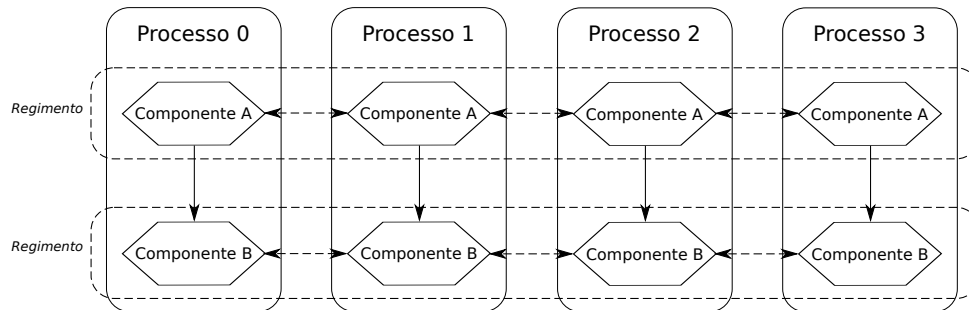 Processo 0
Processo 1
Processo 2
Processo 3
Regimento
Componente A
Componente A
Componente A
Componente A
Regimento
Componente B
Componente B
Componente B
Componente B